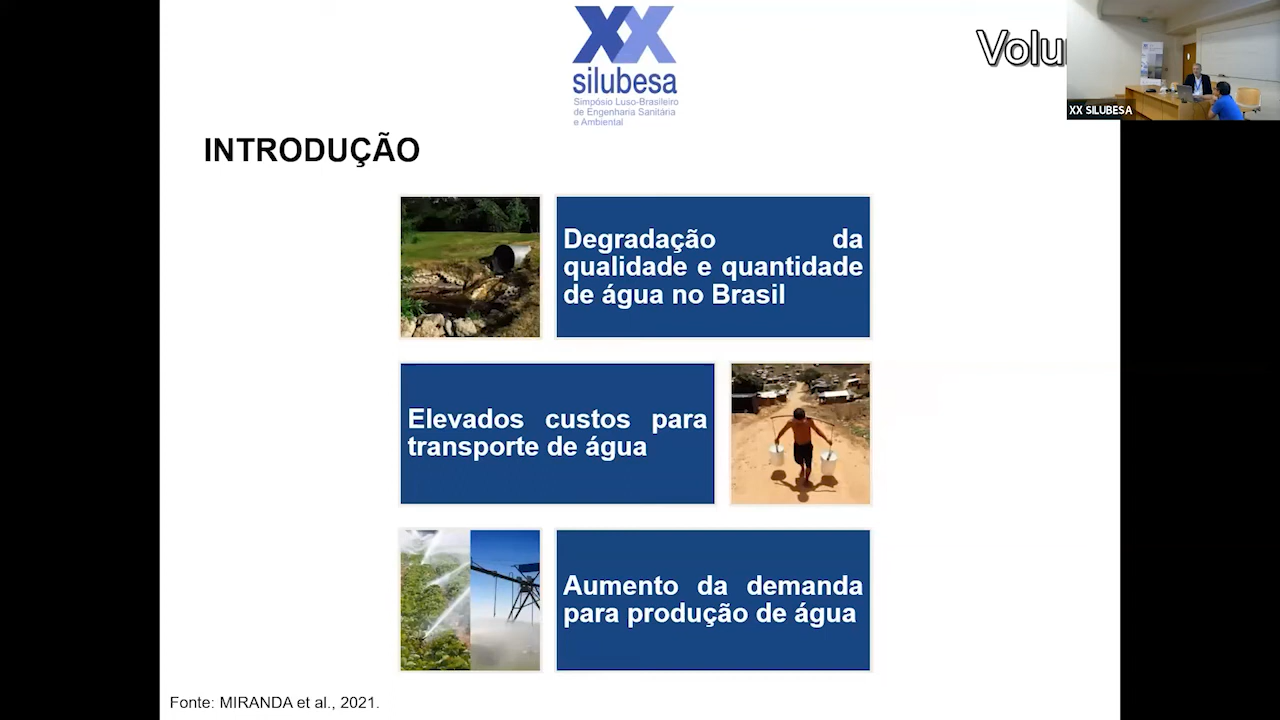 XX
silubesa
Simpósio Luso-Brasileiro
de Engenharia Sanitária
e Ambiental
XX SILUBESA
INTRODUÇÃO
Degradação da
qualidade e quantidade
de água no Brasil
Elevados custos para
transporte de água
Aumento da demanda
para produção de água
Fonte: MIRANDA et al., 2021.